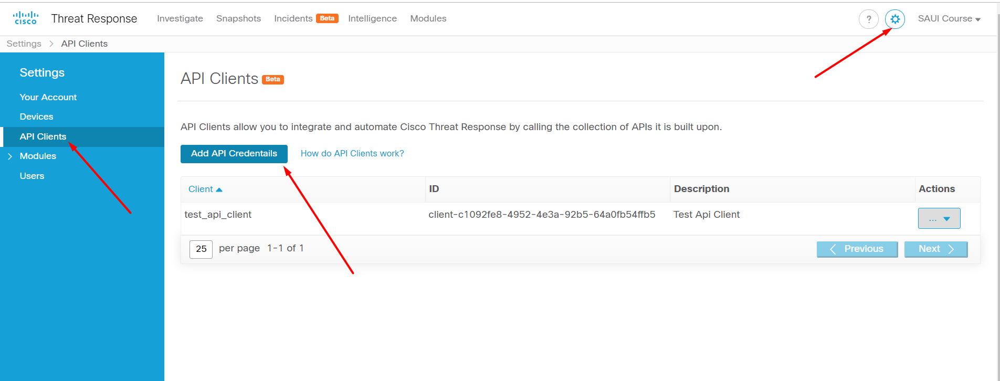 CISCO Threat Response Investigate Snapshots Incidents Beta Intelligence Modules ? SAUI Course
Settings > API Clients
Settings
Your Account
Devices
API Clients
Modules
Users
API Clients Beta
API Clients allow you to integrate and automate Cisco Threat Response by calling the collection of APIs it is built upon.
Add API Credentails How do API Clients work?
Client ID Description Actions
test_api_client client-c1092fe8-4952-4e3a-92b5-64a0fb54ffb5 Test Api Client ...
25 per page 1-1 of 1 Previous Next